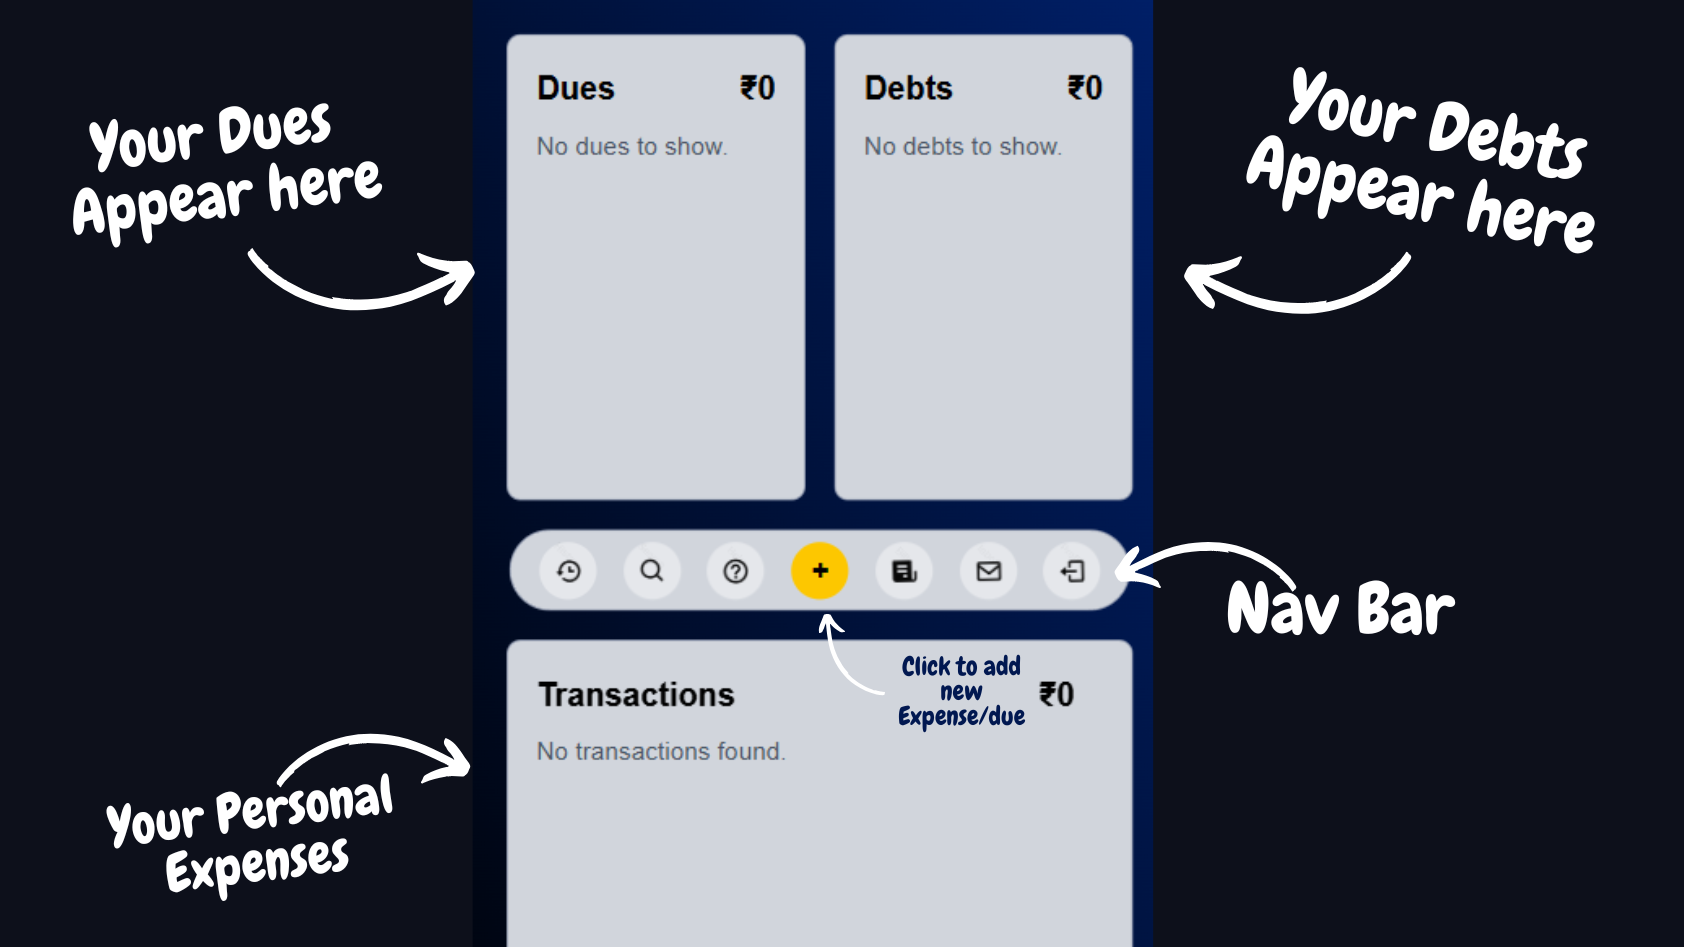 Your Dues
Appear here
Dues ₹0
No dues to show.
Debts ₹0
No debts to show.
Your Debts
Appear here
Nav Bar
Click to add
new
Expense/due
Transactions ₹0
No transactions found.
Your Personal
Expenses